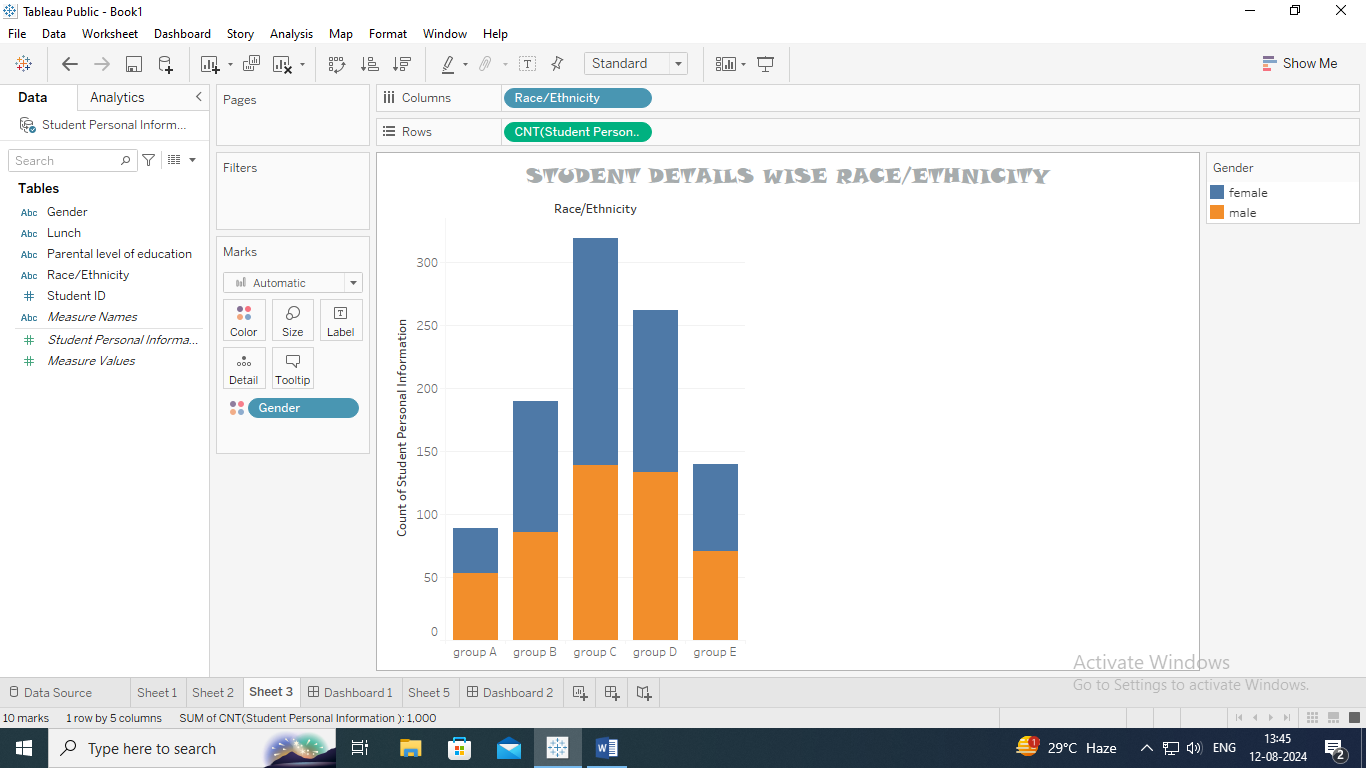 Tableau Public - Book1
File Data Worksheet Dashboard Story Analysis Map Format Window Help
Standard
Show Me
Data Analytics
Student Personal Inform...
Search
Tables
Abc Gender
Abc Lunch
Abc Parental level of education
Abc Race/Ethnicity
# Student ID
Abc Measure Names
# Student Personal Informa...
# Measure Values
Pages
Filters
Marks
Automatic
Color Size Label
Detail Tooltip
Gender
Columns Race/Ethnicity
Rows CNT(Student Person..
STUDENT DETAILS WISE RACE/ETHNICITY
Race/Ethnicity
Count of Student Personal Information
300
250
200
150
100
50
0
group A group B group C group D group E
Gender
female
male
Activate Windows
Go to Settings to activate Windows.
Data Source Sheet 1 Sheet 2 Sheet 3 Dashboard 1 Sheet 5 Dashboard 2
10 marks 1 row by 5 columns SUM of CNT(Student Personal Information ): 1,000
Type here to search
1 29°C Haze ENG 13:45
12-08-2024 2